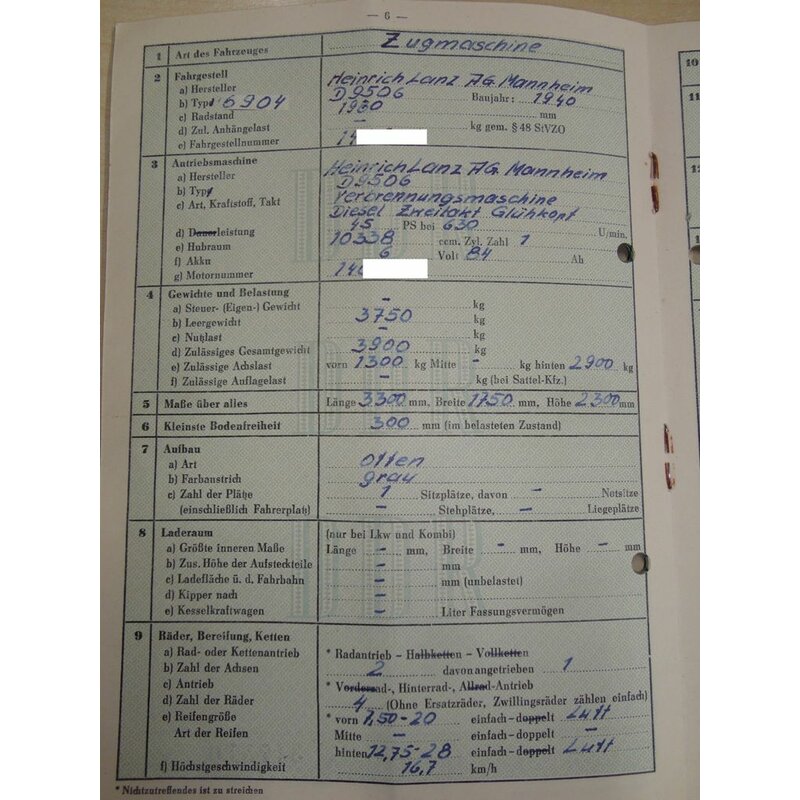 — 6 —
1 Art des Fahrzeuges Zugmaschine
2 Fahrgestell
a) Hersteller Heinrich Lanz AG. Mannheim
b) Typ 6904 D9506 Baujahr: 1940
c) Radstand 1930 mm
d) Zul. Anhängelast – kg gem. § 48 StVZO
e) Fahrgestellnummer 14
3 Antriebsmaschine
a) Hersteller Heinrich Lanz AG. Mannheim
b) Typ D9506
c) Art, Kraftstoff, Takt Verbrennungsmaschine
Diesel Zweitakt Glühkopf
d) Dauerleistung 45 PS bei 630 U/min.
e) Hubraum 10338 ccm. Zyl. Zahl 1
f) Akku 6 Volt 84 Ah
g) Motornummer 140
4 Gewichte und Belastung
a) Steuer- (Eigen-) Gewicht – kg
b) Leergewicht 3750 kg
c) Nutzlast – kg
d) Zulässiges Gesamtgewicht 3900 kg
e) Zulässige Achslast vorn 1300 kg Mitte – kg hinten 2900 kg
f) Zulässige Auflagelast – kg (bei Sattel-Kfz.)
5 Maße über alles Länge 3300 mm, Breite 1750 mm, Höhe 2300 mm
6 Kleinste Bodenfreiheit 300 mm (im belasteten Zustand)
7 Aufbau
a) Art offen
b) Farbanstrich grau
c) Zahl der Plätze 1 Sitzplätze, davon – Notsitze
(einschließlich Fahrerplatz) – Stehplätze, – Liegeplätze
8 Laderaum (nur bei Lkw und Kombi)
a) Größte inneren Maße Länge – mm, Breite – mm, Höhe – mm
b) Zus. Höhe der Aufsteckteile – mm
c) Ladefläche ü. d. Fahrbahn – mm (unbelastet)
d) Kipper nach –
e) Kesselkraftwagen – Liter Fassungsvermögen
9 Räder, Bereifung, Ketten
a) Rad- oder Kettenantrieb * Radantrieb – Halbketten – Vollketten
b) Zahl der Achsen 2 davon angetrieben 1
c) Antrieb * Vorderrad-, Hinterrad-, Allrad-Antrieb
d) Zahl der Räder 4 (Ohne Ersatzräder, Zwillingsräder zählen einfach)
e) Reifengröße * vorn 7,50-20 einfach – doppelt Luft
Art der Reifen Mitte – einfach – doppelt –
hinten 12,75-28 einfach – doppelt Luft
f) Höchstgeschwindigkeit 16,7 km/h
* Nichtzutreffendes ist zu streichen
10
11
12
13
14
15
16